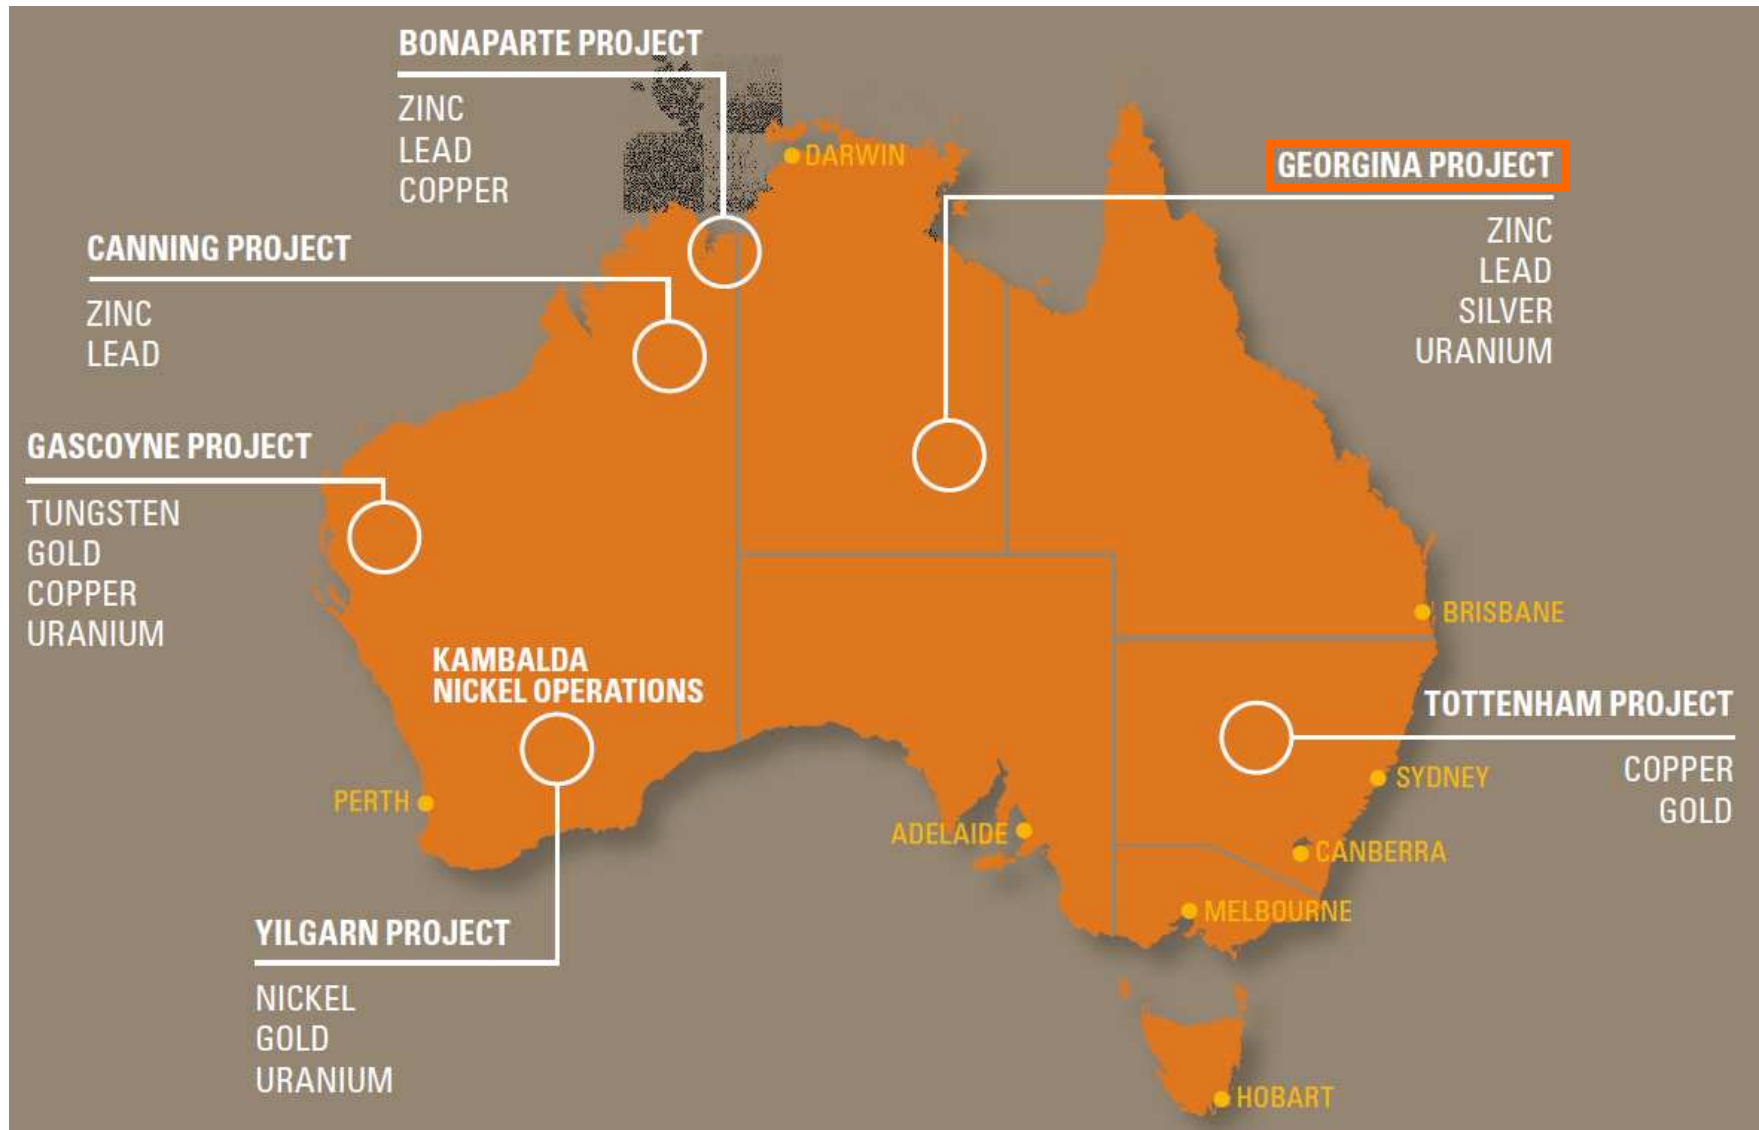 BONAPARTE PROJECT
ZINC
LEAD
COPPER
DARWIN
GEORGINA PROJECT
ZINC
LEAD
SILVER
URANIUM
CANNING PROJECT
ZINC
LEAD
GASCOYNE PROJECT
TUNGSTEN
GOLD
COPPER
URANIUM
KAMBALDA
NICKEL OPERATIONS
BRISBANE
TOTTENHAM PROJECT
COPPER
GOLD
SYDNEY
PERTH
ADELAIDE
CANBERRA
MELBOURNE
YILGARN PROJECT
NICKEL
GOLD
URANIUM
HOBART